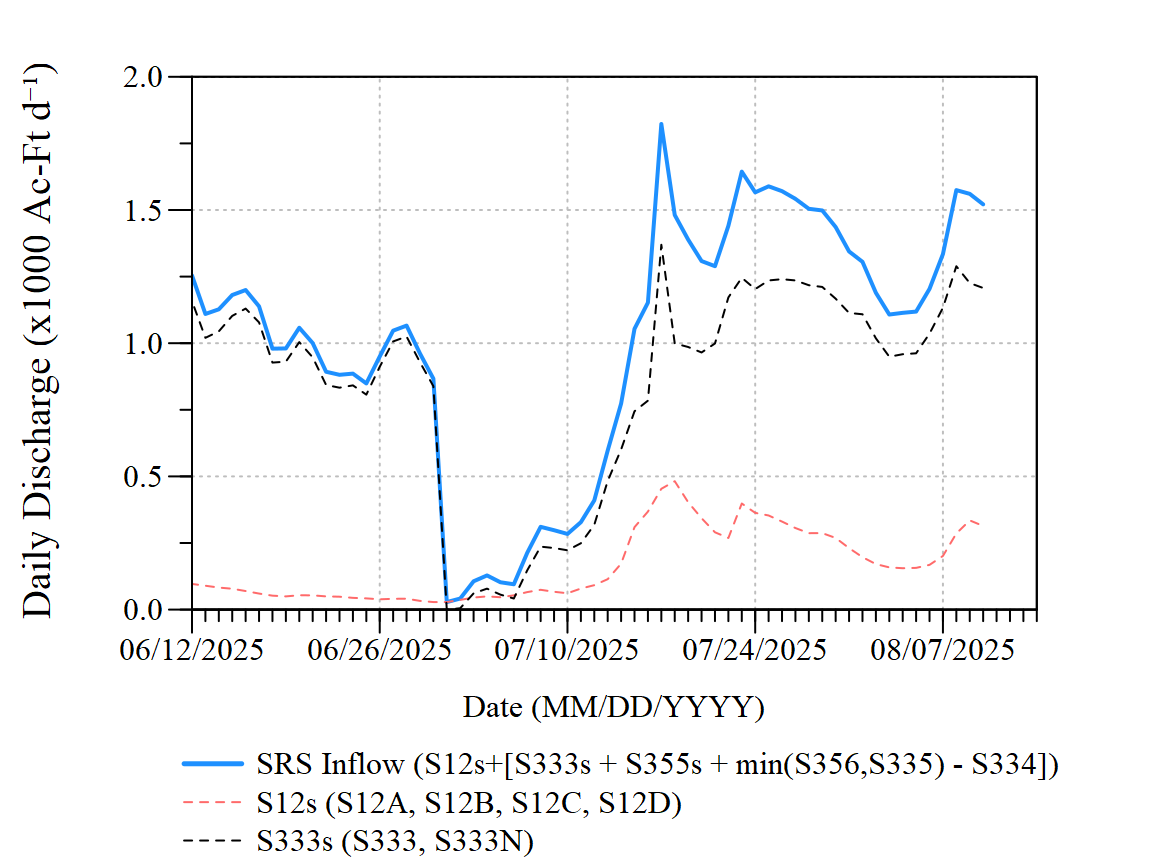 Daily Discharge (x1000 Ac-Ft d⁻¹)
2.0
1.5
1.0
0.5
0.0
06/12/2025 06/26/2025 07/10/2025 07/24/2025 08/07/2025
Date (MM/DD/YYYY)
SRS Inflow (S12s+[S333s + S355s + min(S356,S335) - S334])
S12s (S12A, S12B, S12C, S12D)
S333s (S333, S333N)